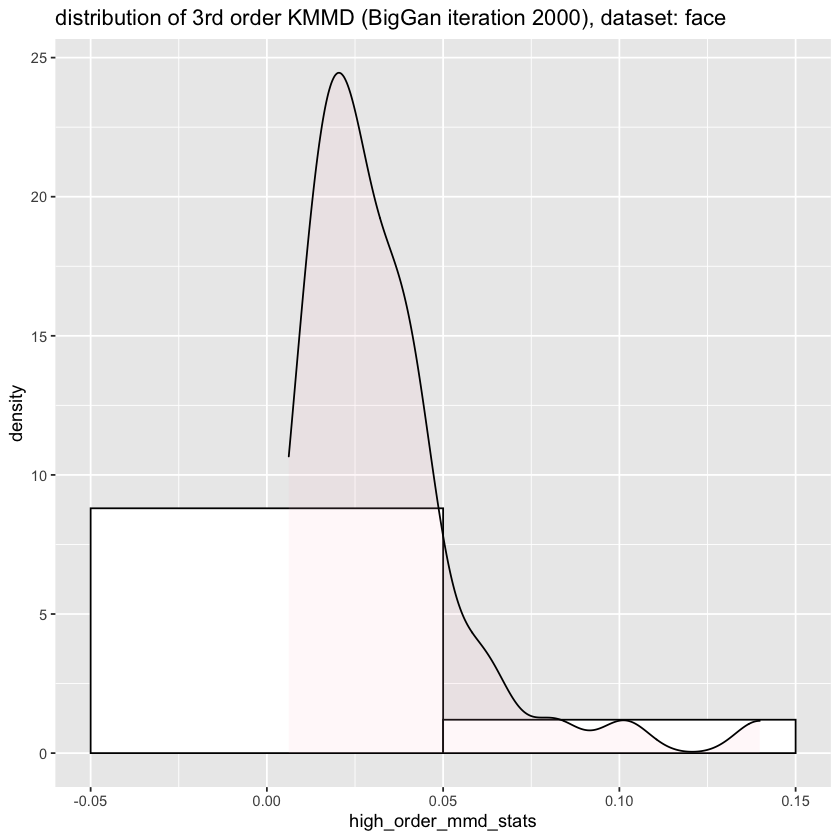 distribution of 3rd order KMMD (BigGan iteration 2000), dataset: face
25
20
15
10
5
0
density
-0.05 0.00 0.05 0.10 0.15
high_order_mmd_stats